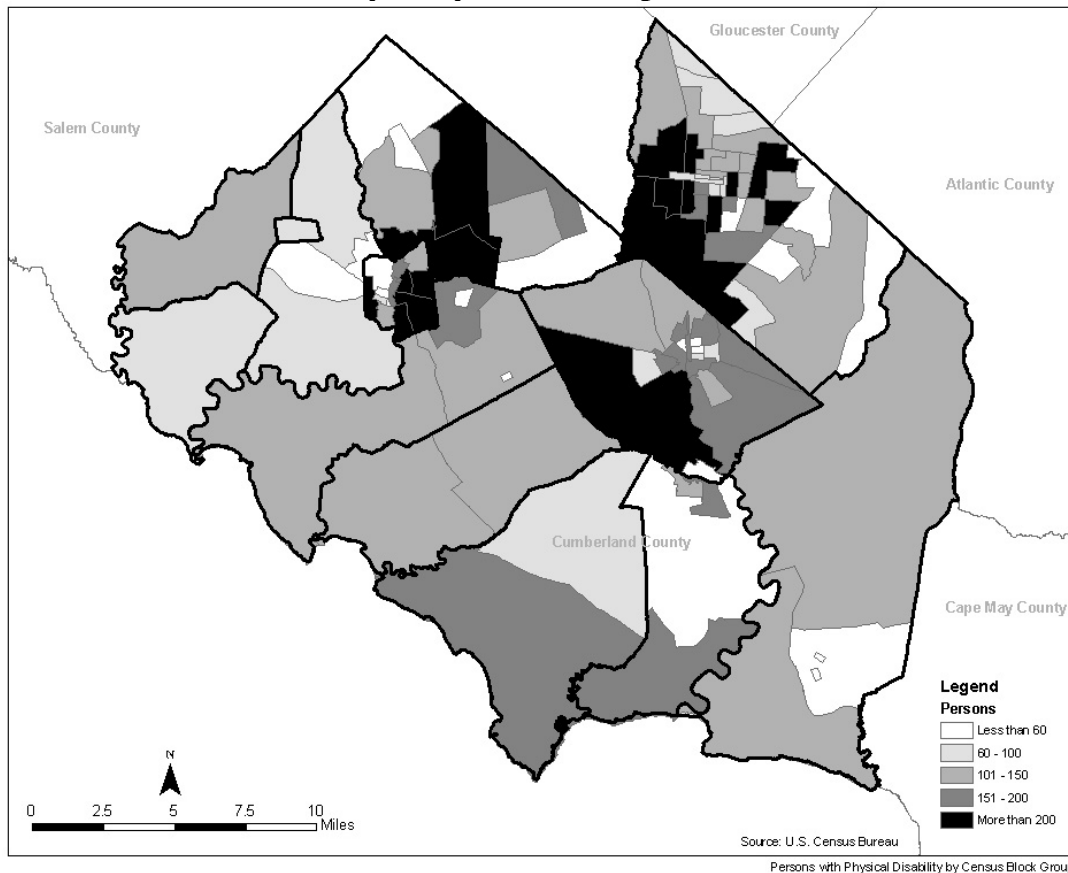 Gloucester County
Salem County
Atlantic County
Cumberland County
Cape May County
Legend
Persons
Less than 60
60 - 100
101 - 150
151 - 200
More than 200
N
0 2.5 5 7.5 10
Miles
Source: U.S. Census Bureau
Persons with Physical Disability by Census Block Grou